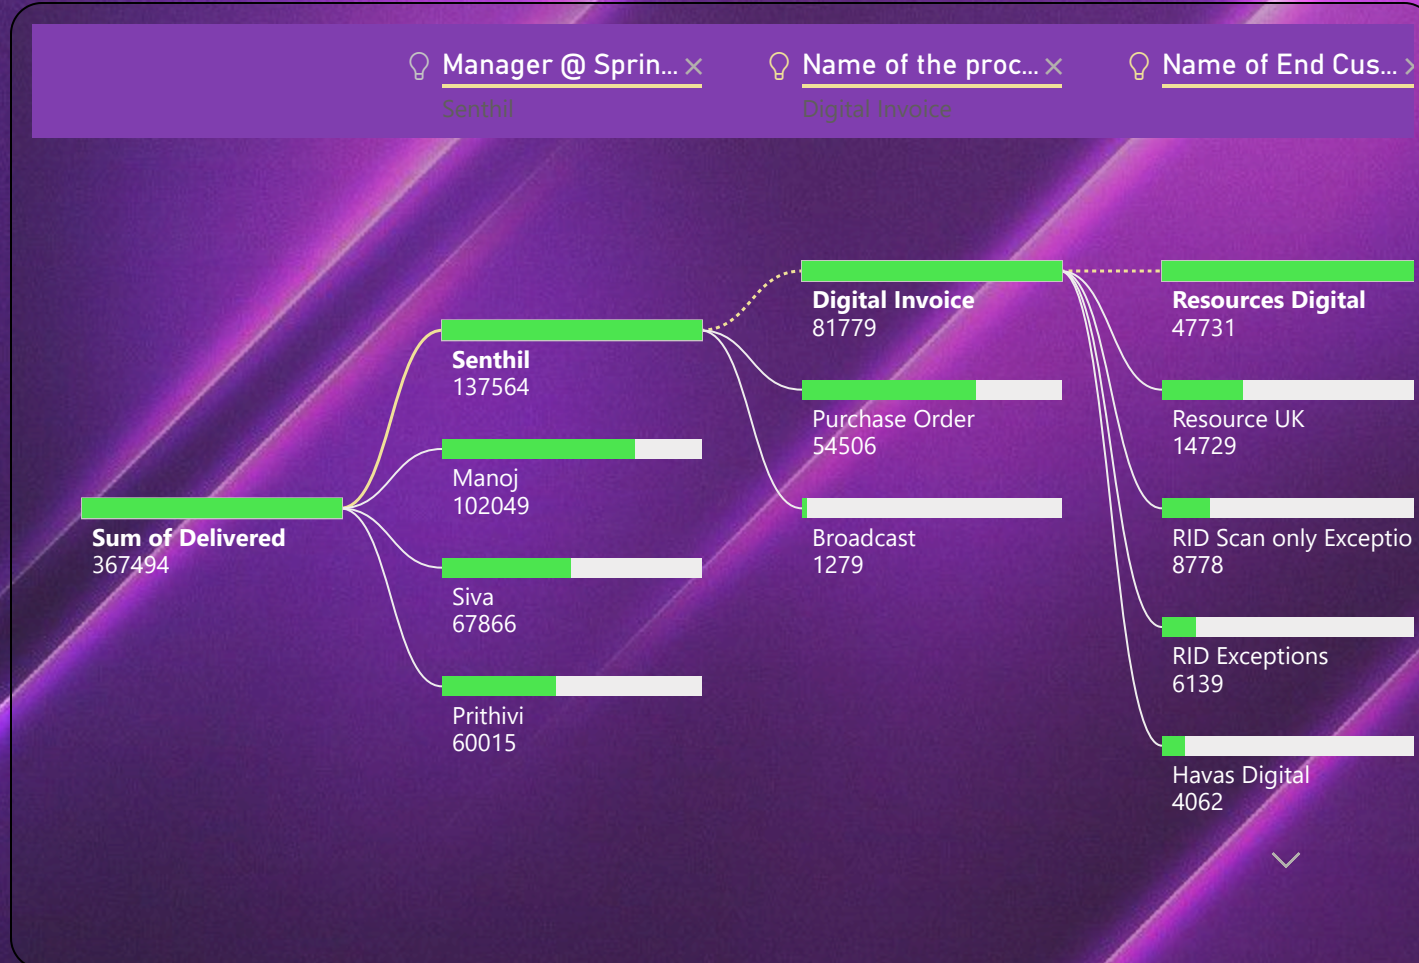 Manager @ Sprin...
Senthil
Name of the proc...
Digital Invoice
Name of End Cus...
Sum of Delivered
367494
Senthil
137564
Manoj
102049
Siva
67866
Prithivi
60015
Digital Invoice
81779
Purchase Order
54506
Broadcast
1279
Resources Digital
47731
Resource UK
14729
RID Scan only Exceptio
8778
RID Exceptions
6139
Havas Digital
4062